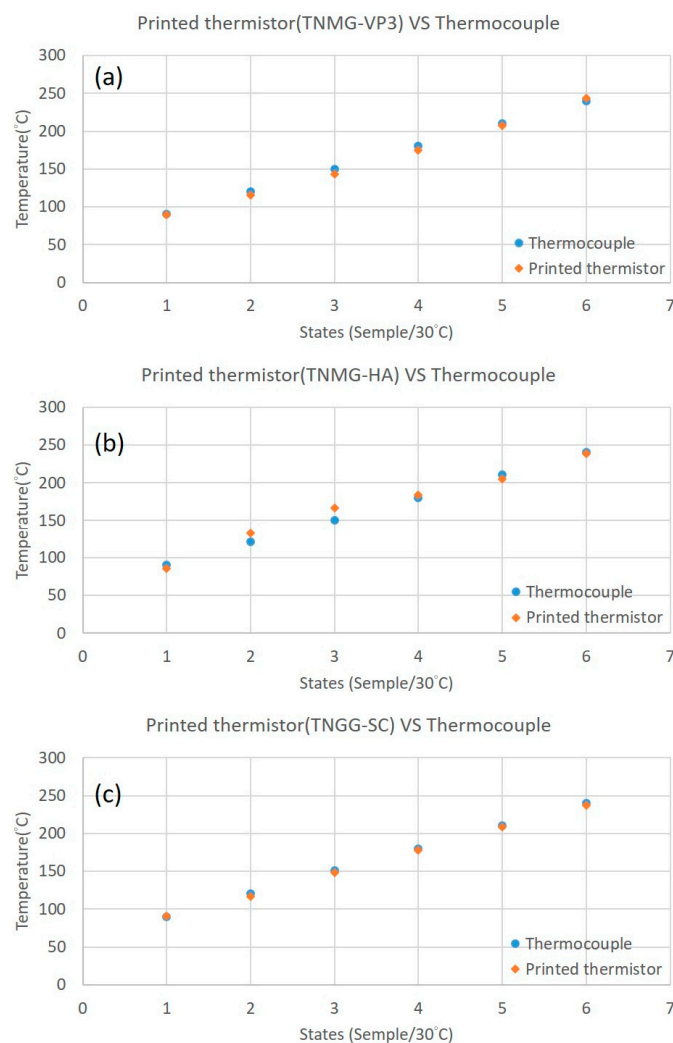 Printed thermistor(TNMG-VP3) VS Thermocouple
(a)
Temperature(°C)
300
250
200
150
100
50
0
0 1 2 3 4 5 6 7
States (Semple/30°C)
Thermocouple
Printed thermistor
Printed thermistor(TNMG-HA) VS Thermocouple
(b)
Temperature(°C)
300
250
200
150
100
50
0
0 1 2 3 4 5 6 7
States (Semple/30°C)
Thermocouple
Printed thermistor
Printed thermistor(TNGG-SC) VS Thermocouple
(c)
Temperature(°C)
300
250
200
150
100
50
0
0 1 2 3 4 5 6 7
States (Semple/30°C)
Thermocouple
Printed thermistor